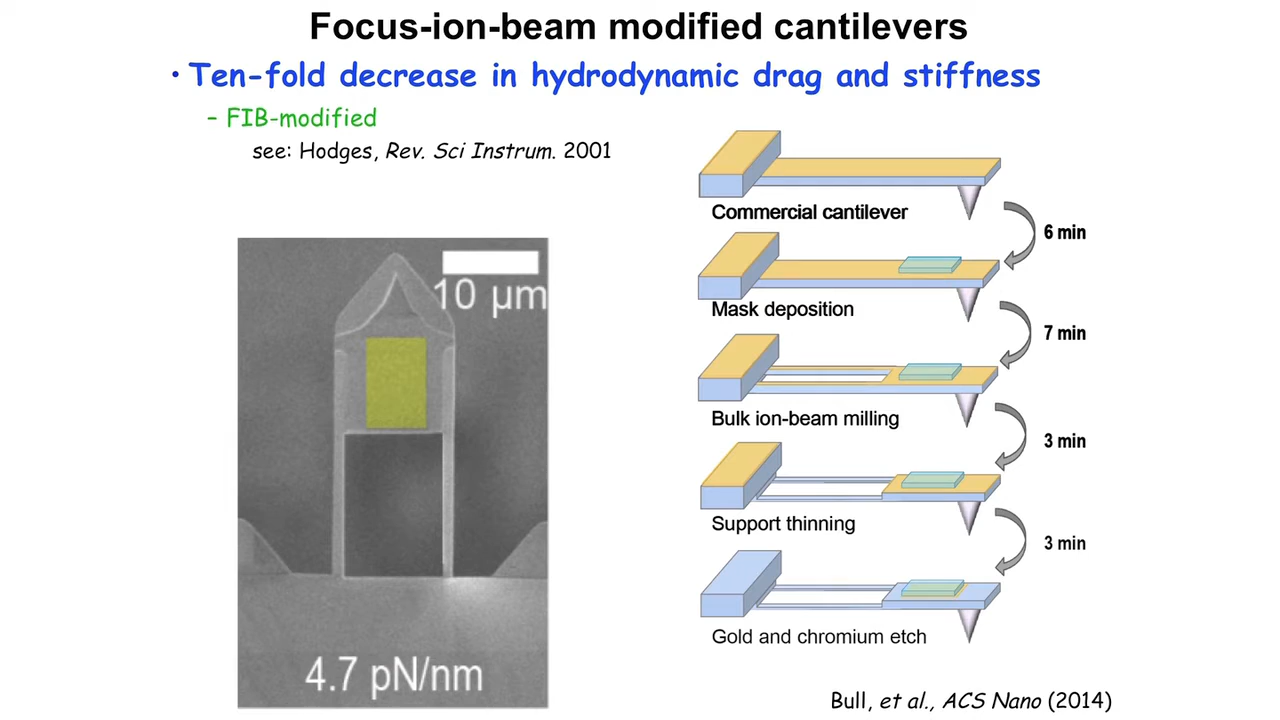 Focus-ion-beam modified cantilevers
• Ten-fold decrease in hydrodynamic drag and stiffness
– FIB-modified
see: Hodges, Rev. Sci Instrum. 2001
10 µm
4.7 pN/nm
Commercial cantilever
6 min
Mask deposition
7 min
Bulk ion-beam milling
3 min
Support thinning
3 min
Gold and chromium etch
Bull, et al., ACS Nano (2014)